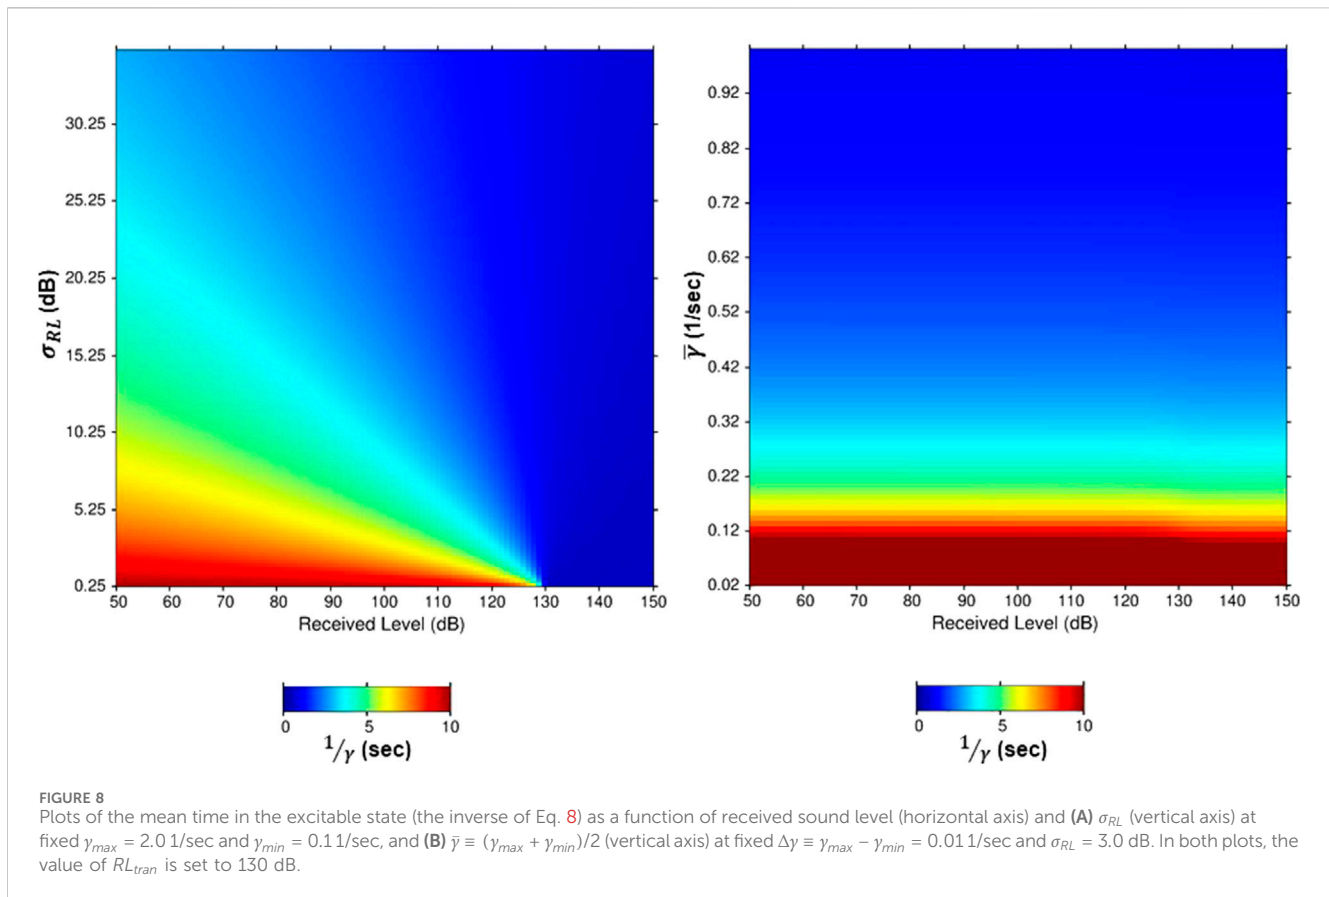 30.25
25.25
20.25
15.25
10.25
5.25
0.25
σRL (dB)
50 60 70 80 90 100 110 120 130 140 150
Received Level (dB)
0 5 10
1/γ (sec)
0.92
0.82
0.72
0.62
0.52
0.42
0.32
0.22
0.12
0.02
γ̄ (1/sec)
50 60 70 80 90 100 110 120 130 140 150
Received Level (dB)
0 5 10
1/γ (sec)
FIGURE 8
Plots of the mean time in the excitable state (the inverse of Eq. 8) as a function of received sound level (horizontal axis) and (A) σRL (vertical axis) at
fixed γmax = 2.0 1/sec and γmin = 0.1 1/sec, and (B) γ̄ ≡ (γmax + γmin)/2 (vertical axis) at fixed Δγ ≡ γmax − γmin = 0.01 1/sec and σRL = 3.0 dB. In both plots, the
value of RLtran is set to 130 dB.